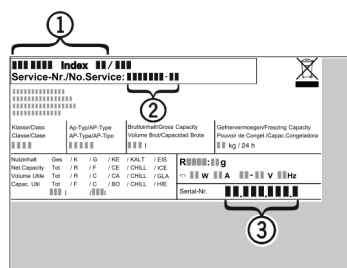 1
Index /
Service-Nr./No.Service: -
2
Klasse/Class
Classe/Clase
Ap-Typ/AP-Type
AP-Type/AP-Tipo
Bruttoinhalt/Gross Capacity
Volume Brut/Capacidad Bruta
l
Gefriervermoegen/Freezing Capacity
Pouvoir de Congel./Capac.Congeladora
kg / 24 h
Nutzinhalt Ges / K / G / KE / KALT / EIS
Net.Capacity Tot / R / F / CE / CHILL / ICE
Volume Utile Tot / R / C / CA / CHILL / GLA
Capac. Util Tot / F / C / BO / CHILL / HIE
l / l
R : g
W A - V Hz
Serial-Nr.
3